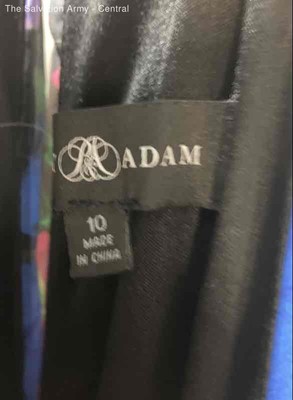 The Salvation Army - Central
ADAM
10
MADE
IN CHINA